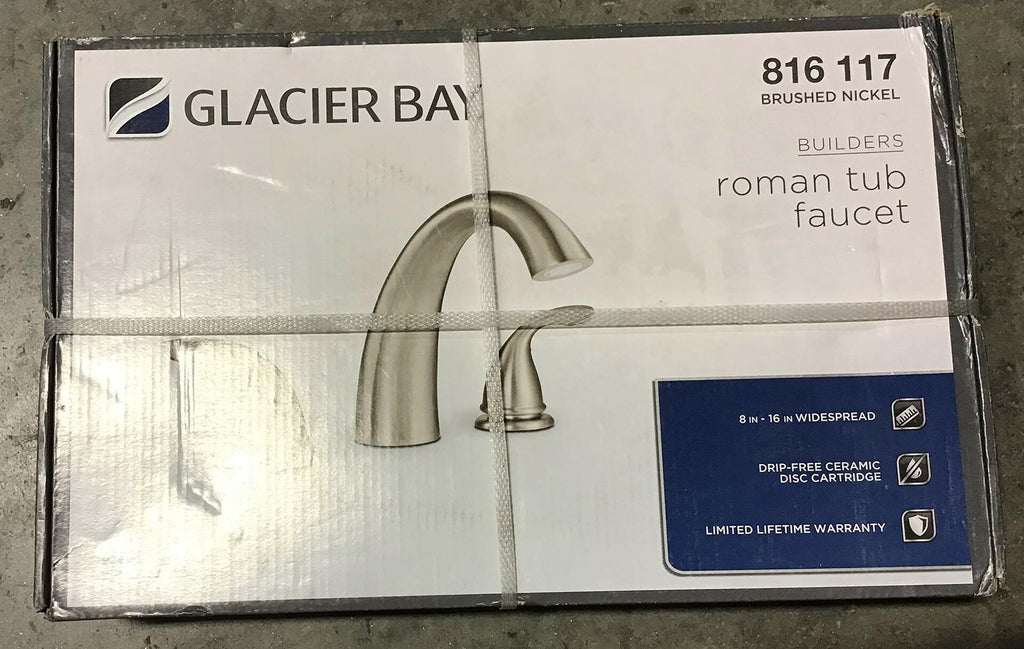 GLACIER BAY
816 117
BRUSHED NICKEL
BUILDERS
roman tub
faucet
8 IN - 16 IN WIDESPREAD
DRIP-FREE CERAMIC
DISC CARTRIDGE
LIMITED LIFETIME WARRANTY